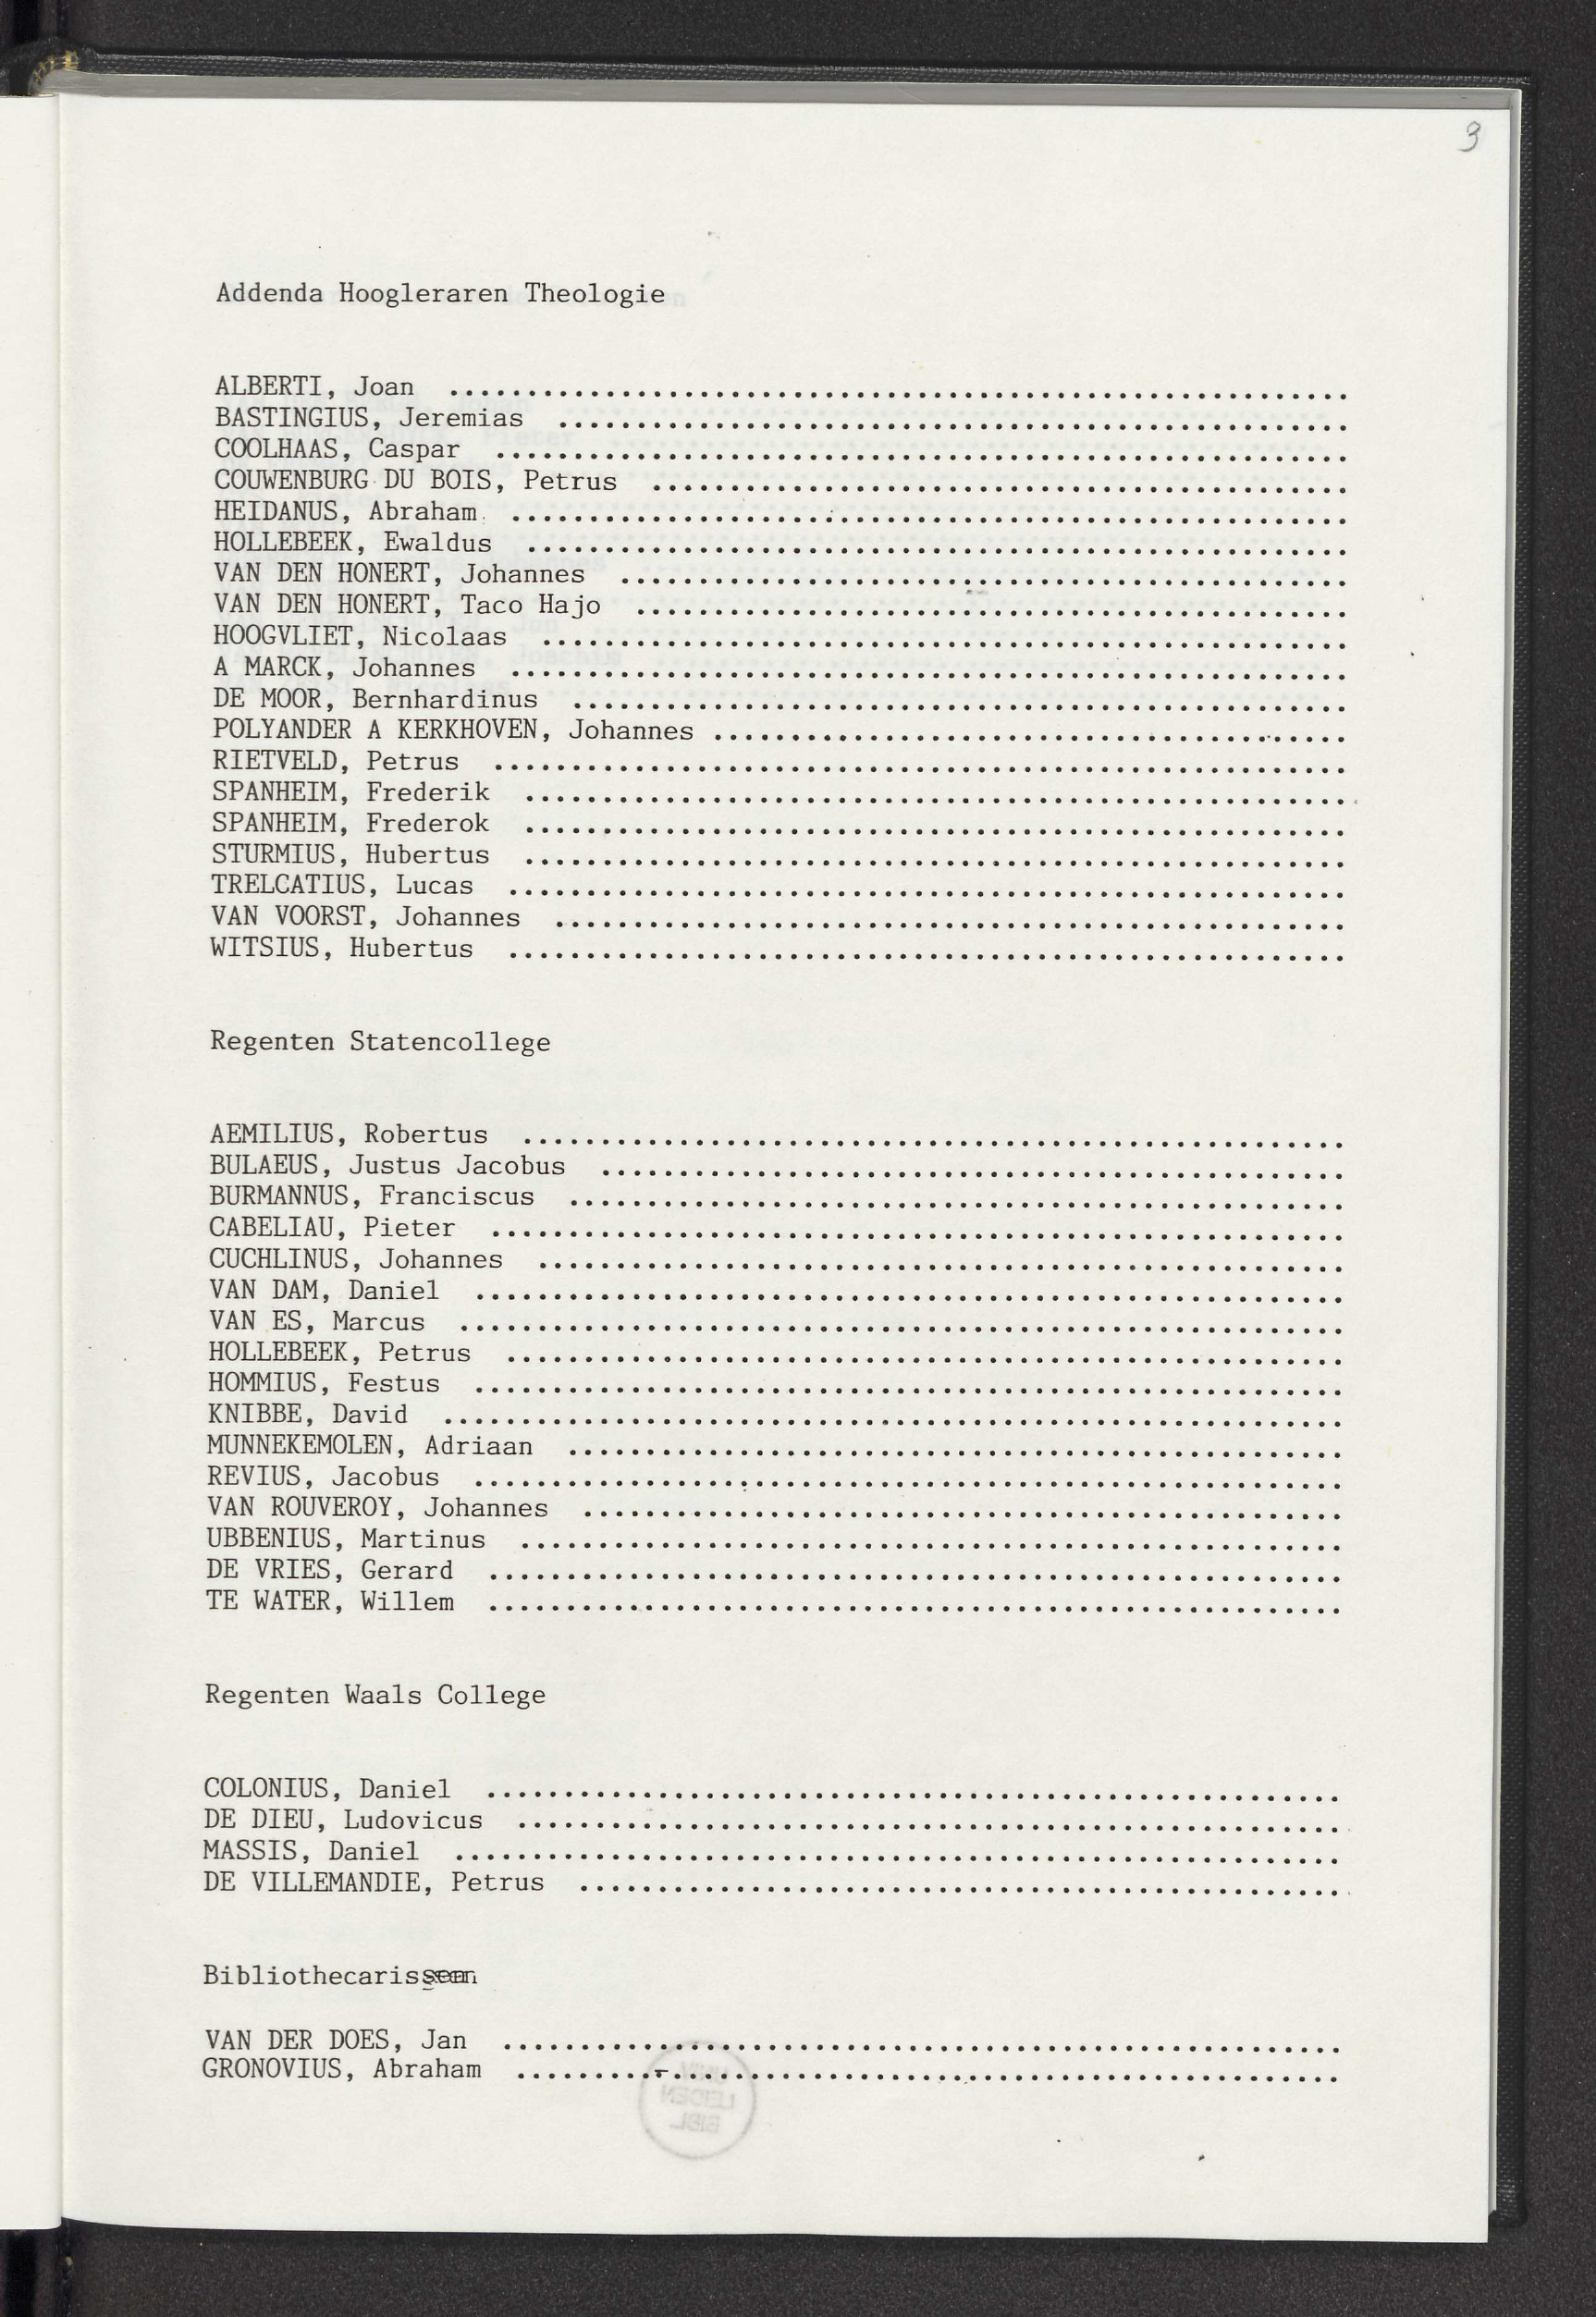 3
Addenda Hoogleraren Theologie
ALBERTI, Joan ..........................................................
BASTINGIUS, Jeremias ...................................................
COOLHAAS, Caspar .......................................................
COUWENBURG DU BOIS, Petrus .............................................
HEIDANUS, Abraham ......................................................
HOLLEBEEK, Ewaldus .....................................................
VAN DEN HONERT, Johannes ...............................................
VAN DEN HONERT, Taco Hajo ..............................................
HOOGVLIET, Nicolaas ....................................................
A MARCK, Johannes ......................................................
DE MOOR, Bernhardinus ..................................................
POLYANDER A KERKHOVEN, Johannes .........................................
RIETVELD, Petrus .......................................................
SPANHEIM, Frederik .....................................................
SPANHEIM, Frederok .....................................................
STURMIUS, Hubertus .....................................................
TRELCATIUS, Lucas ......................................................
VAN VOORST, Johannes ...................................................
WITSIUS, Hubertus ......................................................
Regenten Statencollege
AEMILIUS, Robertus .....................................................
BULAEUS, Justus Jacobus ................................................
BURMANNUS, Franciscus ..................................................
CABELIAU, Pieter .......................................................
CUCHLINUS, Johannes ....................................................
VAN DAM, Daniel ........................................................
VAN ES, Marcus .........................................................
HOLLEBEEK, Petrus ......................................................
HOMMIUS, Festus ........................................................
KNIBBE, David ..........................................................
MUNNEKEMOLEN, Adriaan ..................................................
REVIUS, Jacobus ........................................................
VAN ROUVEROY, Johannes .................................................
UBBENIUS, Martinus .....................................................
DE VRIES, Gerard .......................................................
TE WATER, Willem .......................................................
Regenten Waals College
COLONIUS, Daniel .......................................................
DE DIEU, Ludovicus .....................................................
MASSIS, Daniel .........................................................
DE VILLEMANDIE, Petrus .................................................
Bibliothecarissen
VAN DER DOES, Jan ......................................................
GRONOVIUS, Abraham .....................................................